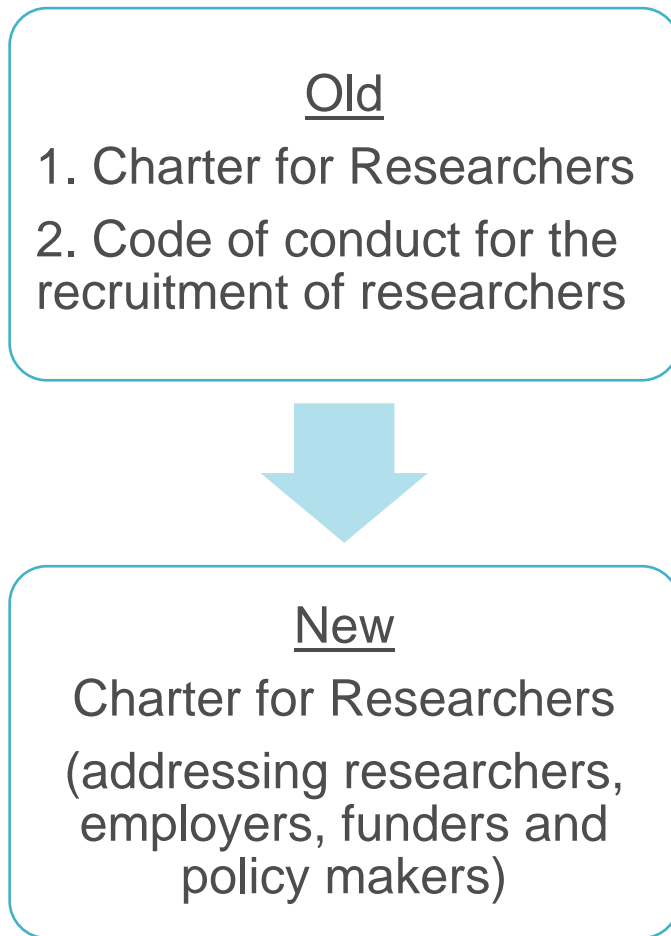 Old
1. Charter for Researchers
2. Code of conduct for the
recruitment of researchers
New
Charter for Researchers
(addressing researchers,
employers, funders and
policy makers)